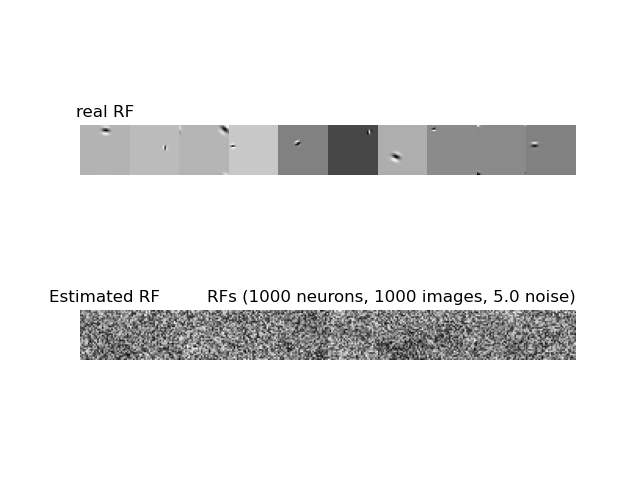 real RF
Estimated RF
RFs (1000 neurons, 1000 images, 5.0 noise)